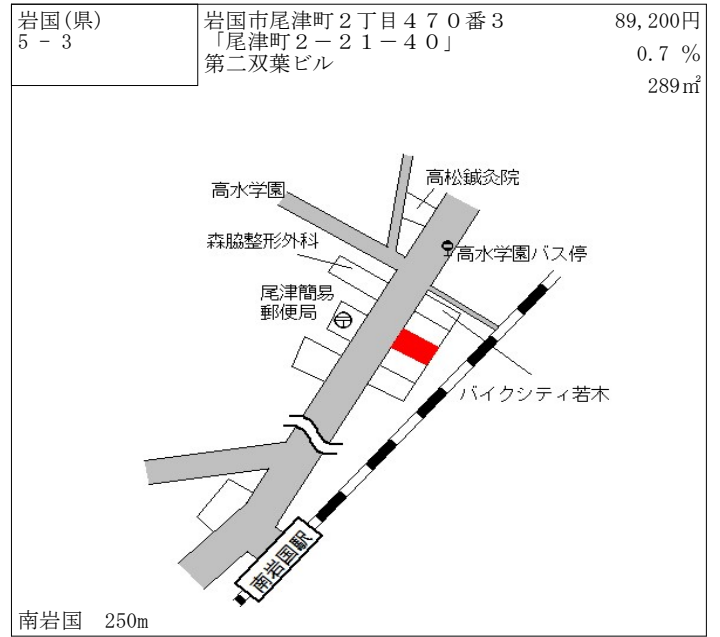 岩国(県)
5 - 3
岩国市尾津町２丁目４７０番３
「尾津町２－２１－４０」
第二双葉ビル
89,200円
0.7 %
289㎡
高松鍼灸院
高水学園
森脇整形外科
高水学園バス停
尾津簡易
郵便局
バイクシティ若木
南岩国駅
南岩国 250m